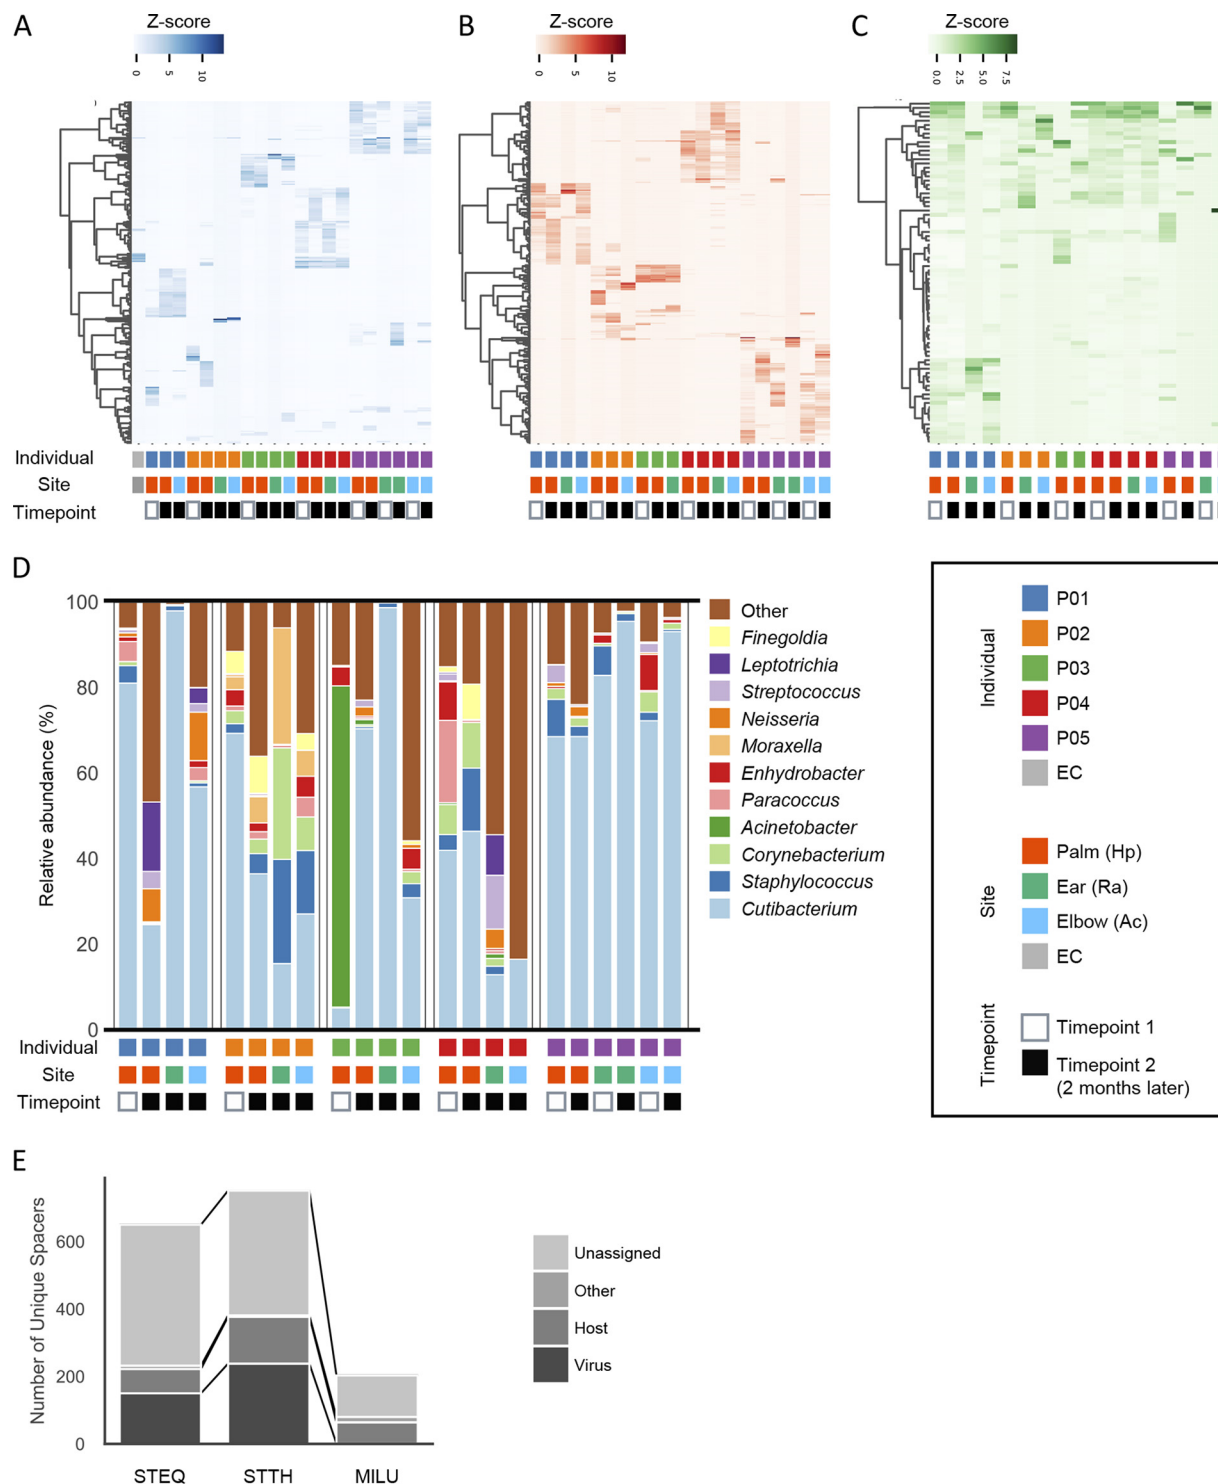 A
Z-score
0
5
10
B
Z-score
0
10
C
Z-score
0.0
2.5
5.0
7.5
Individual
Site
Timepoint
D
100
80
60
40
20
0
Relative abundance (%)
Other
Finegoldia
Leptotrichia
Streptococcus
Neisseria
Moraxella
Enhydrobacter
Paracoccus
Acinetobacter
Corynebacterium
Staphylococcus
Cutibacterium
Individual
Site
Timepoint
Individual
P01
P02
P03
P04
P05
EC
Site
Palm (Hp)
Ear (Ra)
Elbow (Ac)
EC
Timepoint
Timepoint 1
Timepoint 2
(2 months later)
E
Number of Unique Spacers
600
400
200
0
STEQ
STTH
MILU
Unassigned
Other
Host
Virus